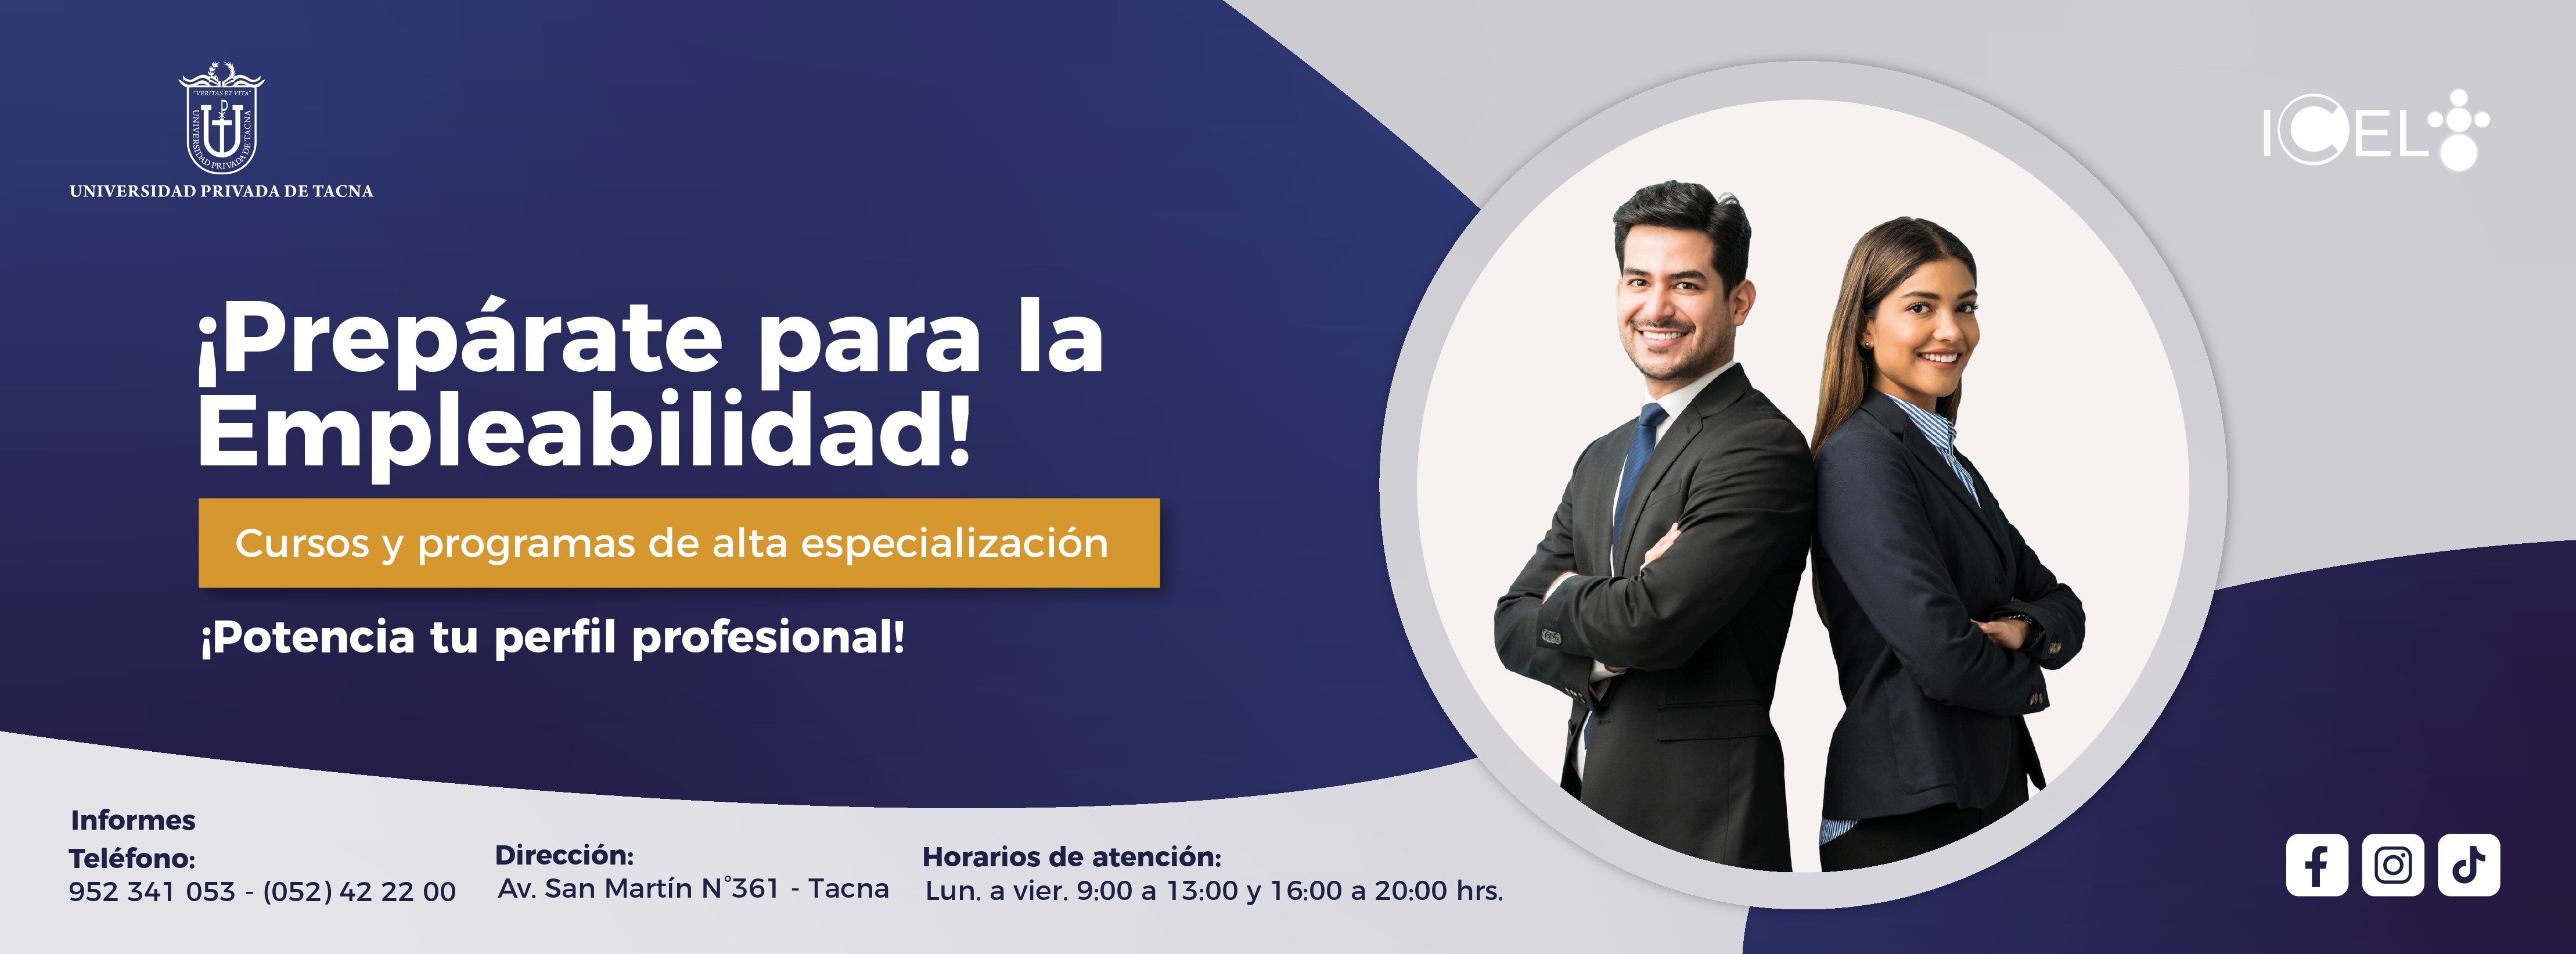 "VERITAS ET VITA"
UNIVERSIDAD PRIVADA DE TACNA
UNIVERSIDAD PRIVADA DE TACNA
ICEL
¡Prepárate para la
Empleabilidad!
Cursos y programas de alta especialización
¡Potencia tu perfil profesional!
Informes
Teléfono:
952 341 053 - (052) 42 22 00
Dirección:
Av. San Martín N°361 - Tacna
Horarios de atención:
Lun. a vier. 9:00 a 13:00 y 16:00 a 20:00 hrs.